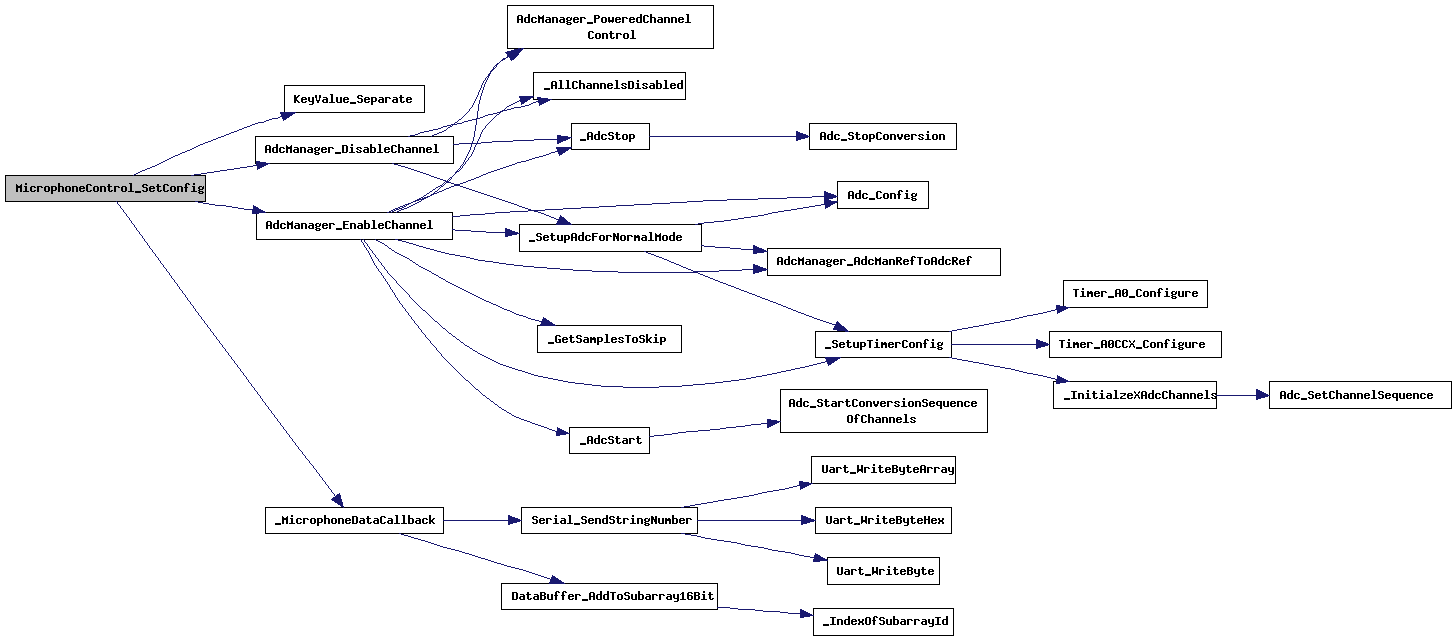 AdcManager_PoweredChannel
Control
_AllChannelsDisabled
KeyValue_Separate
_AdcStop
Adc_StopConversion
AdcManager_DisableChannel
MicrophoneControl_SetConfig
Adc_Config
AdcManager_EnableChannel
_SetupAdcForNormalMode
AdcManager_AdcManRefToAdcRef
Timer_A0_Configure
_GetSamplesToSkip
_SetupTimerConfig
Timer_A0CCX_Configure
_InitialzeXAdcChannels
Adc_SetChannelSequence
Adc_StartConversionSequence
OfChannels
_AdcStart
Uart_WriteByteArray
_MicrophoneDataCallback
Serial_SendStringNumber
Uart_WriteByteHex
Uart_WriteByte
DataBuffer_AddToSubarray16Bit
_IndexOfSubarrayId